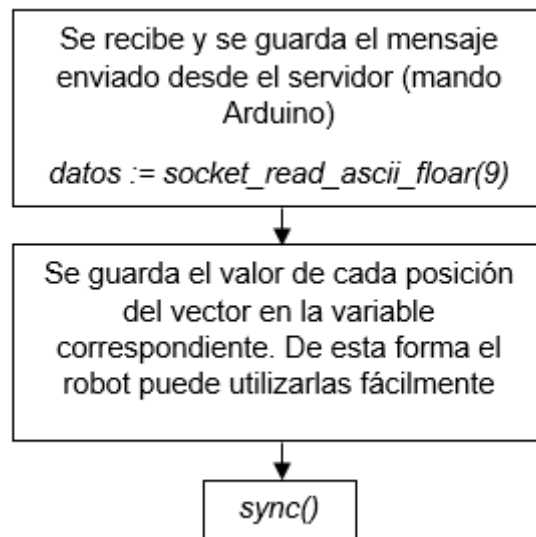 Se recibe y se guarda el mensaje
enviado desde el servidor (mando
Arduino)
datos := socket_read_ascii_floar(9)
Se guarda el valor de cada posición
del vector en la variable
correspondiente. De esta forma el
robot puede utilizarlas fácilmente
sync()